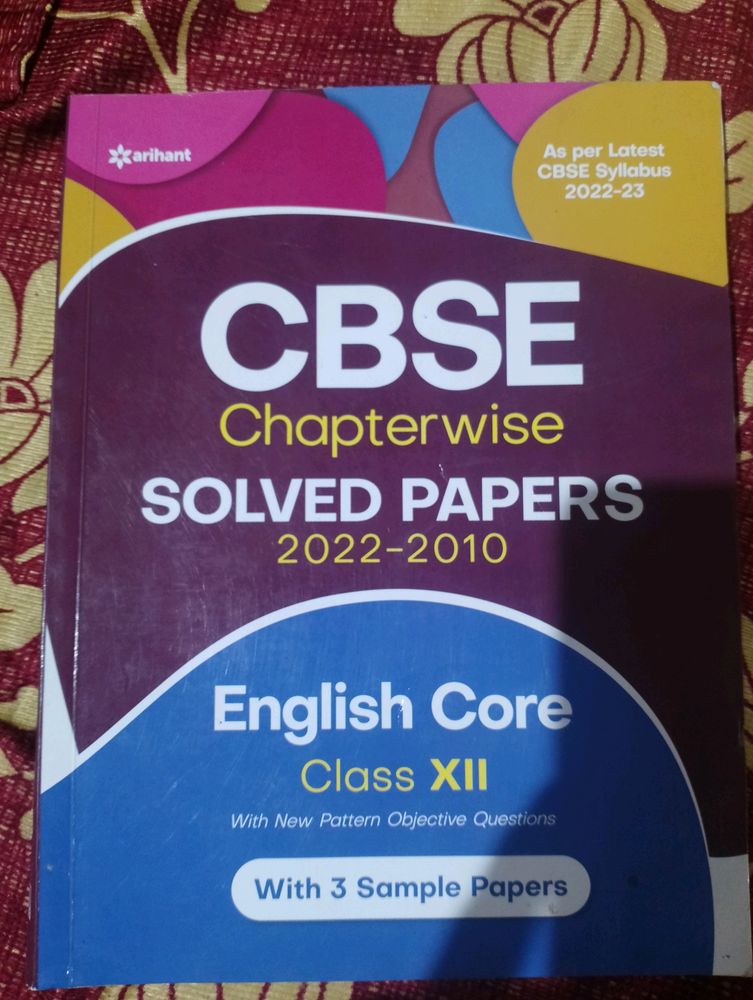 arihant
As per Latest
CBSE Syllabus
2022-23
CBSE
Chapterwise
SOLVED PAPERS
2022-2010
English Core
Class XII
With New Pattern Objective Questions
With 3 Sample Papers